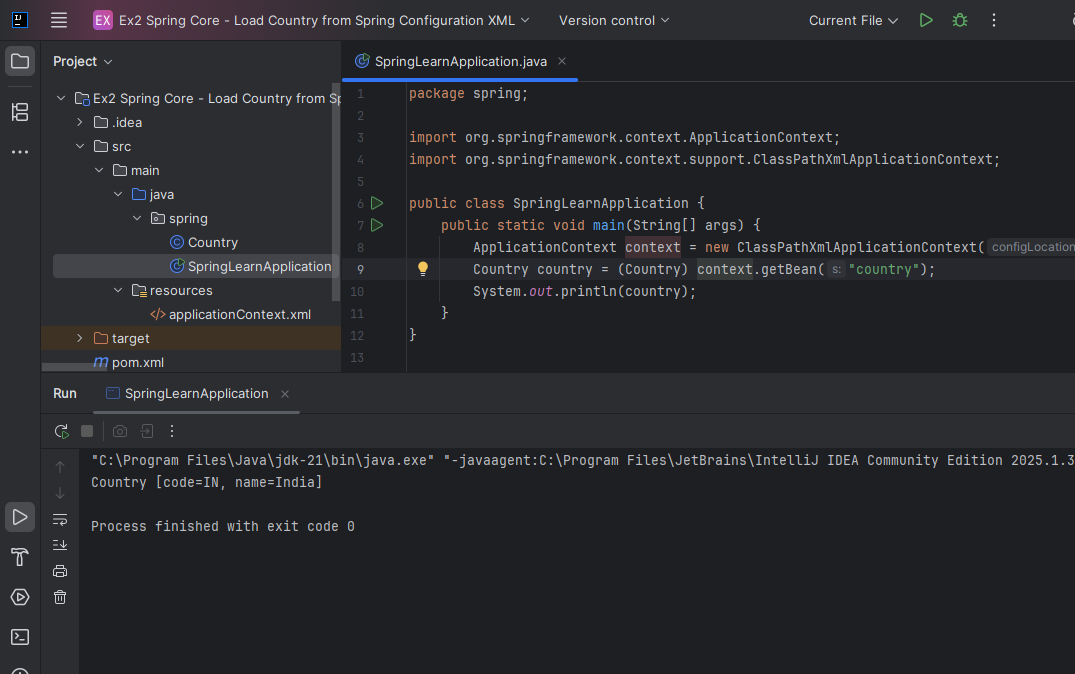 EX Ex2 Spring Core - Load Country from Spring Configuration XML Version control Current File
Project
SpringLearnApplication.java
Ex2 Spring Core - Load Country from Sp
.idea
src
main
java
spring
Country
SpringLearnApplication
resources
</> applicationContext.xml
target
m pom.xml
1 package spring;
2
3 import org.springframework.context.ApplicationContext;
4 import org.springframework.context.support.ClassPathXmlApplicationContext;
5
6 public class SpringLearnApplication {
7 public static void main(String[] args) {
8 ApplicationContext context = new ClassPathXmlApplicationContext( configLocation
9 Country country = (Country) context.getBean( s: "country");
10 System.out.println(country);
11 }
12 }
13
Run SpringLearnApplication
"C:\Program Files\Java\jdk-21\bin\java.exe" "-javaagent:C:\Program Files\JetBrains\IntelliJ IDEA Community Edition 2025.1.3
Country [code=IN, name=India]
Process finished with exit code 0